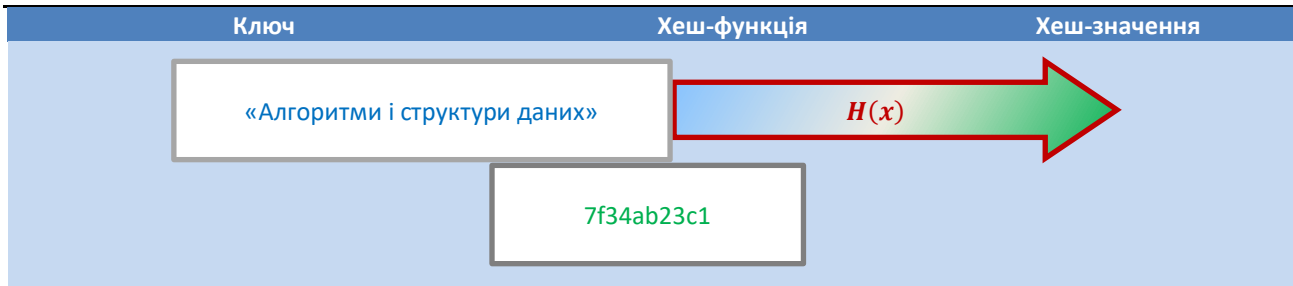 Ключ Хеш-функція Хеш-значення
«Алгоритми і структури даних» H(x)
7f34ab23c1